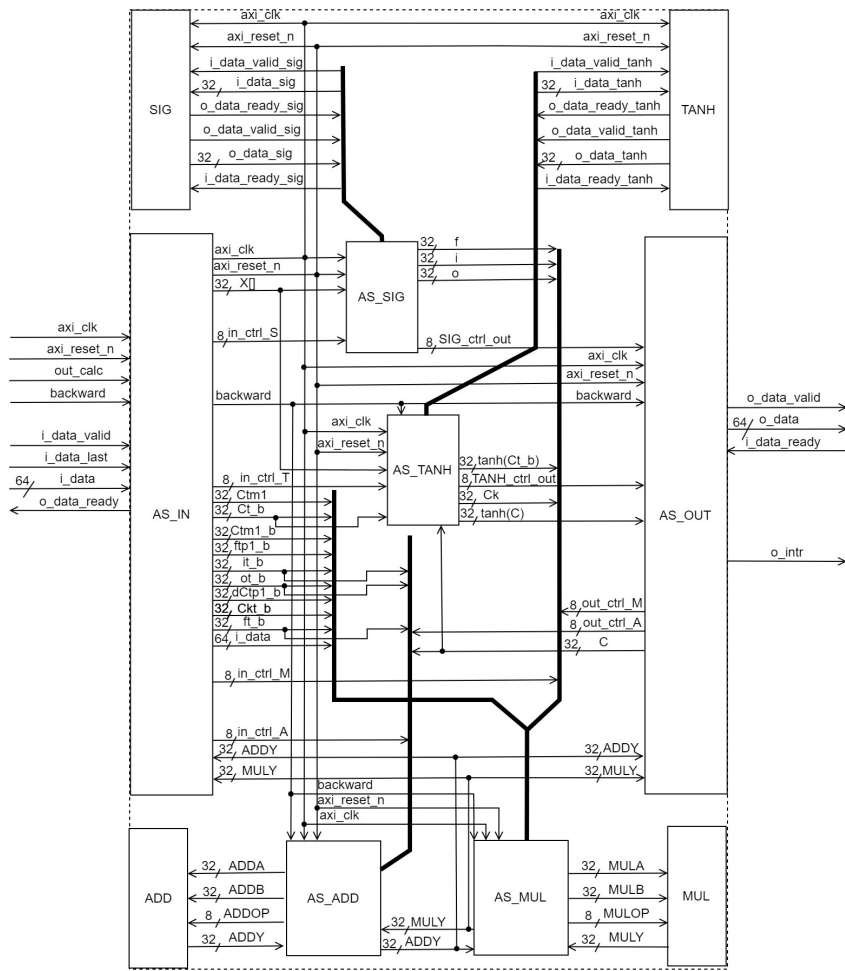 axi_clk
axi_clk
axi_reset_n
axi_reset_n
i_data_valid_sig
i_data_valid_tanh
32 i_data_sig
32 i_data_tanh
SIG
o_data_ready_sig
o_data_ready_tanh
TANH
o_data_valid_sig
o_data_valid_tanh
32 o_data_sig
32 o_data_tanh
i_data_ready_sig
i_data_ready_tanh
axi_clk
32 f
axi_reset_n
32 i
32 X[]
32 o
AS_SIG
axi_clk
8 in_ctrl_S
8 SIG_ctrl_out
axi_reset_n
axi_clk
out_calc
axi_reset_n
backward
backward
backward
o_data_valid
axi_clk
64 o_data
i_data_valid
axi_reset_n
i_data_ready
i_data_last
AS_TANH
32 tanh(Ct_b)
64 i_data
8 in_ctrl_T
8 TANH_ctrl_out
o_data_ready
32 Ctm1
32 Ck
AS_IN
32 Ct_b
32 tanh(C)
AS_OUT
32 Ctm1_b
32 ftp1_b
32 it_b
o_intr
32 ot_b
32 dCtp1_b
32 Ckt_b
8 out_ctrl_M
32 ft_b
8 out_ctrl_A
64 i_data
32 C
8 in_ctrl_M
8 in_ctrl_A
32 ADDY
32 ADDY
32 MULY
32 MULY
backward
axi_reset_n
axi_clk
32 ADDA
32 MULA
32 ADDB
32 MULB
ADD
AS_ADD
AS_MUL
MUL
8 ADDOP
8 MULOP
32 MULY
32 ADDY
32 ADDY
32 MULY